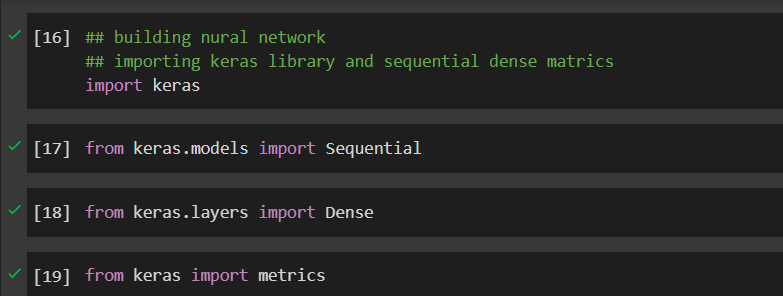 [16] ## building nural network
## importing keras library and sequential dense matrics
import keras
[17] from keras.models import Sequential
[18] from keras.layers import Dense
[19] from keras import metrics